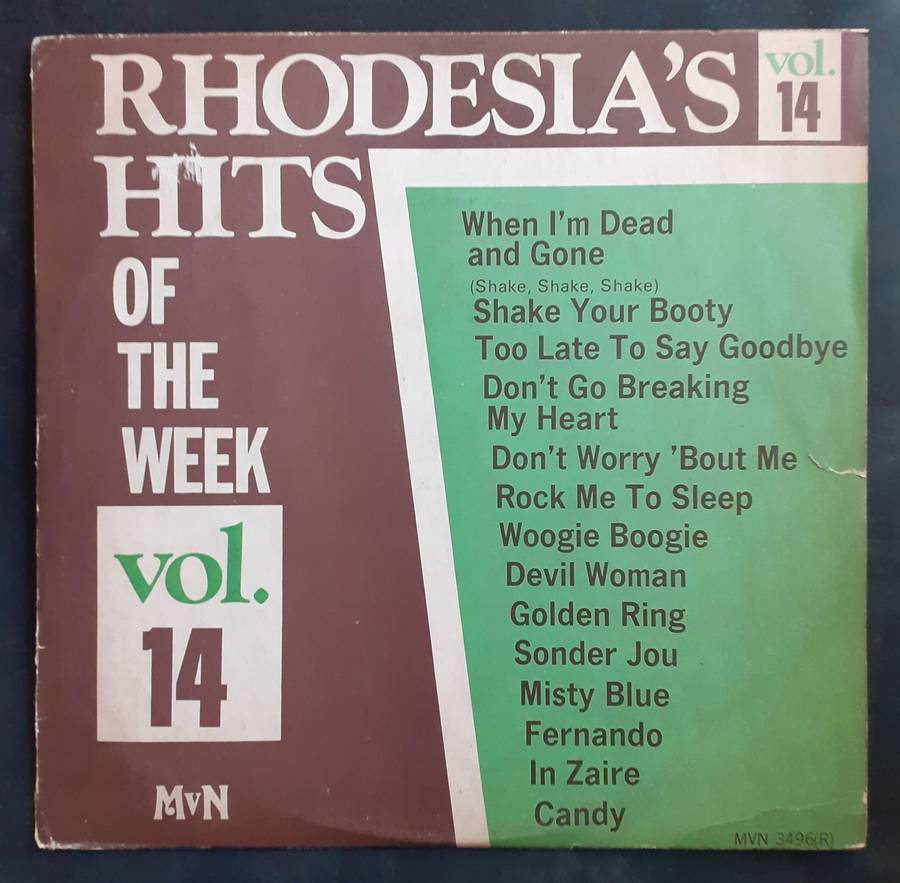 RHODESIA'S
vol.
14
HITS
OF
THE
WEEK
vol.
14
MvN
When I'm Dead
and Gone
(Shake, Shake, Shake)
Shake Your Booty
Too Late To Say Goodbye
Don't Go Breaking
My Heart
Don't Worry 'Bout Me
Rock Me To Sleep
Woogie Boogie
Devil Woman
Golden Ring
Sonder Jou
Misty Blue
Fernando
In Zaire
Candy
MVN 3496(R)